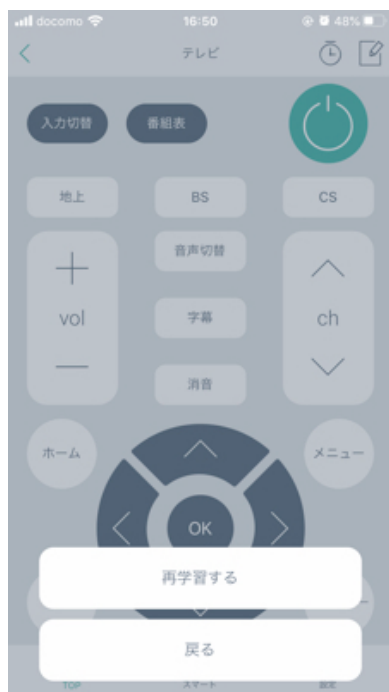 docomo 16:50 48%
テレビ
入力切替 番組表
地上 BS CS
音声切替
vol 字幕 ch
消音
ホーム メニュー
OK
再学習する
戻る
TOP スマート 設定